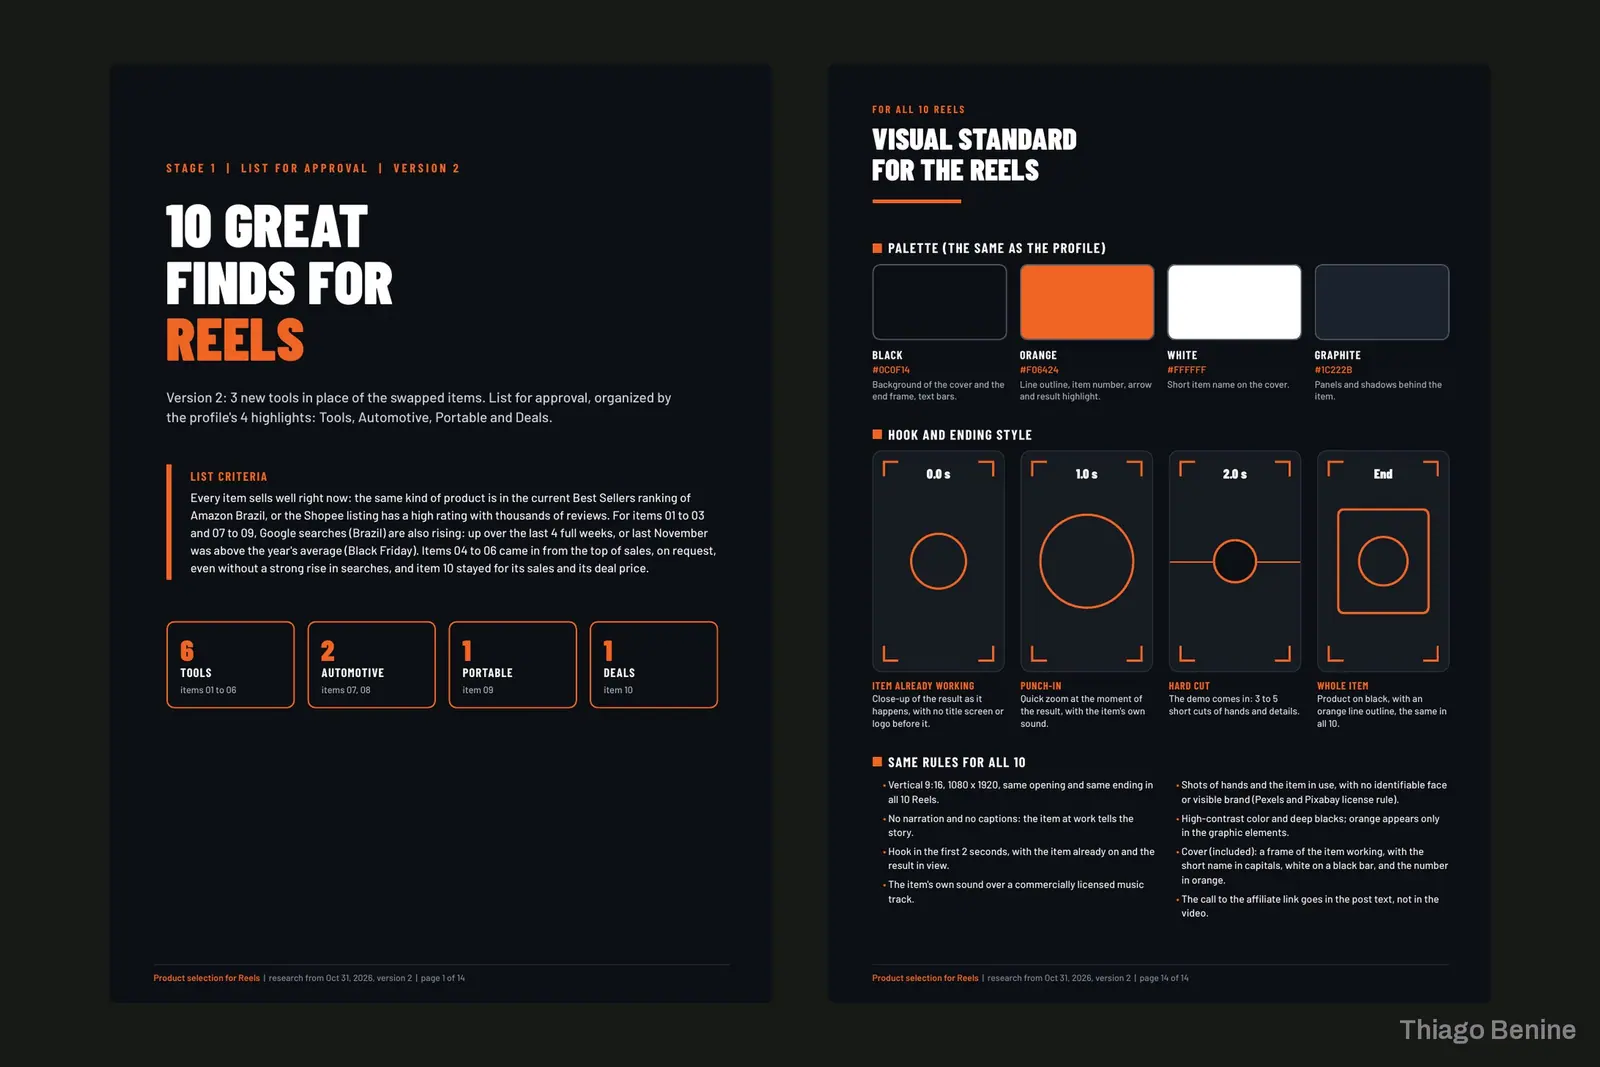 STAGE 1 | LIST FOR APPROVAL | VERSION 2
10 GREAT
FINDS FOR
REELS
Version 2: 3 new tools in place of the swapped items. List for approval, organized by
the profile's 4 highlights: Tools, Automotive, Portable and Deals.
LIST CRITERIA
Every item sells well right now: the same kind of product is in the current Best Sellers ranking of
Amazon Brazil, or the Shopee listing has a high rating with thousands of reviews. For items 01 to 03
and 07 to 09, Google searches (Brazil) are also rising: up over the last 4 full weeks, or last November
was above the year's average (Black Friday). Items 04 to 06 came in from the top of sales, on request,
even without a strong rise in searches, and item 10 stayed for its sales and its deal price.
6
TOOLS
items 01 to 06
2
AUTOMOTIVE
items 07, 08
1
PORTABLE
item 09
1
DEALS
item 10
Product selection for Reels | research from Oct 31, 2026, version 2 | page 1 of 14
FOR ALL 10 REELS
VISUAL STANDARD
FOR THE REELS
PALETTE (THE SAME AS THE PROFILE)
BLACK
#0C0F14
Background of the cover and the
end frame, text bars.
ORANGE
#F06424
Line outline, item number, arrow
and result highlight.
WHITE
#FFFFFF
Short item name on the cover.
GRAPHITE
#1C222B
Panels and shadows behind the
item.
HOOK AND ENDING STYLE
0.0 s
ITEM ALREADY WORKING
Close-up of the result as it
happens, with no title screen or
logo before it.
1.0 s
PUNCH-IN
Quick zoom at the moment of
the result, with the item's own
sound.
2.0 s
HARD CUT
The demo comes in: 3 to 5
short cuts of hands and details.
End
WHOLE ITEM
Product on black, with an
orange line outline, the same in
all 10.
SAME RULES FOR ALL 10
• Vertical 9:16, 1080 x 1920, same opening and same ending in
all 10 Reels.
• No narration and no captions: the item at work tells the
story.
• Hook in the first 2 seconds, with the item already on and the
result in view.
• The item's own sound over a commercially licensed music
track.
• Shots of hands and the item in use, with no identifiable face
or visible brand (Pexels and Pixabay license rule).
• High-contrast color and deep blacks; orange appears only
in the graphic elements.
• Cover (included): a frame of the item working, with the
short name in capitals, white on a black bar, and the number
in orange.
• The call to the affiliate link goes in the post text, not in the
video.
Product selection for Reels | research from Oct 31, 2026, version 2 | page 14 of 14
Thiago Benine